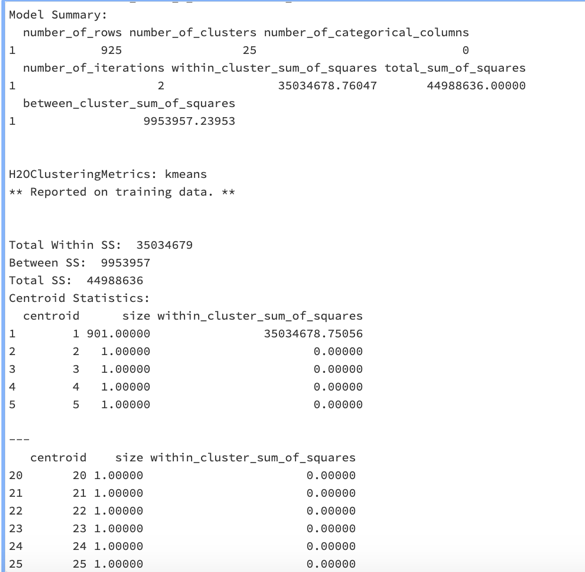 Model Summary:
number_of_rows number_of_clusters number_of_categorical_columns
1 925 25 0
number_of_iterations within_cluster_sum_of_squares total_sum_of_squares
1 2 35034678.76047 44988636.00000
between_cluster_sum_of_squares
1 9953957.23953
H2OClusteringMetrics: kmeans
** Reported on training data. **
Total Within SS: 35034679
Between SS: 9953957
Total SS: 44988636
Centroid Statistics:
centroid size within_cluster_sum_of_squares
1 1 901.00000 35034678.75056
2 2 1.00000 0.00000
3 3 1.00000 0.00000
4 4 1.00000 0.00000
5 5 1.00000 0.00000
---
centroid size within_cluster_sum_of_squares
20 20 1.00000 0.00000
21 21 1.00000 0.00000
22 22 1.00000 0.00000
23 23 1.00000 0.00000
24 24 1.00000 0.00000
25 25 1.00000 0.00000